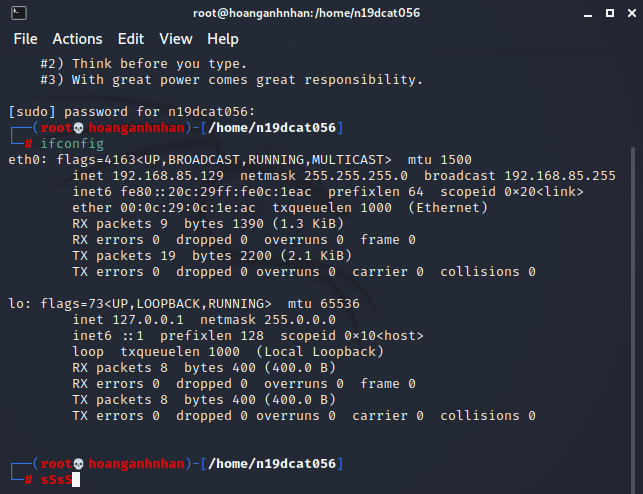 root@hoanganhnhan:/home/n19dcat056
File Actions Edit View Help
#2) Think before you type.
#3) With great power comes great responsibility.
[sudo] password for n19dcat056:
┌──(root💀hoanganhnhan)-[/home/n19dcat056]
└─# ifconfig
eth0: flags=4163<UP,BROADCAST,RUNNING,MULTICAST>  mtu 1500
inet 192.168.85.129  netmask 255.255.255.0  broadcast 192.168.85.255
inet6 fe80::20c:29ff:fe0c:1eac  prefixlen 64  scopeid 0×20<link>
ether 00:0c:29:0c:1e:ac  txqueuelen 1000  (Ethernet)
RX packets 9  bytes 1390 (1.3 KiB)
RX errors 0  dropped 0  overruns 0  frame 0
TX packets 19  bytes 2200 (2.1 KiB)
TX errors 0  dropped 0 overruns 0  carrier 0  collisions 0
lo: flags=73<UP,LOOPBACK,RUNNING>  mtu 65536
inet 127.0.0.1  netmask 255.0.0.0
inet6 ::1  prefixlen 128  scopeid 0×10<host>
loop  txqueuelen 1000  (Local Loopback)
RX packets 8  bytes 400 (400.0 B)
RX errors 0  dropped 0  overruns 0  frame 0
TX packets 8  bytes 400 (400.0 B)
TX errors 0  dropped 0 overruns 0  carrier 0  collisions 0
┌──(root💀hoanganhnhan)-[/home/n19dcat056]
└─# sSsS